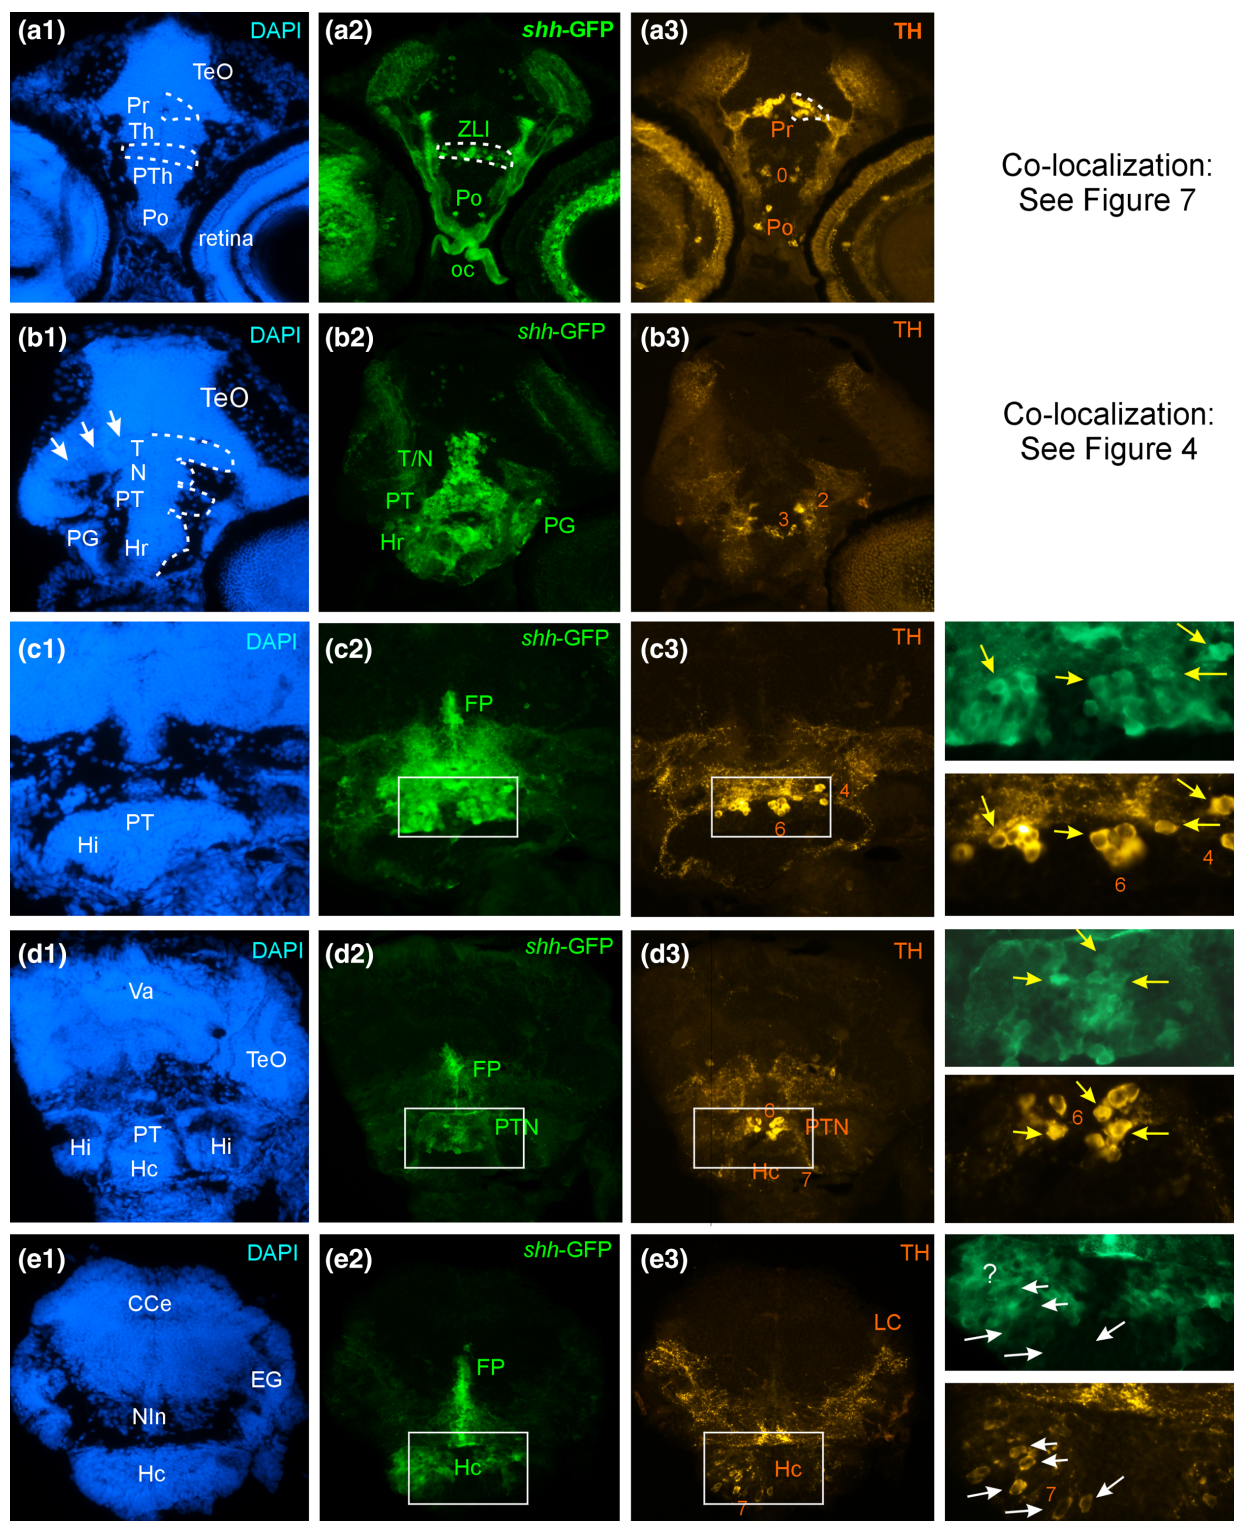 (a1) DAPI
TeO
Pr
Th
PTh
Po
retina
(a2) shh-GFP
ZLI
Po
oc
(a3) TH
Pr
0
Po
Co-localization:
See Figure 7
(b1) DAPI
TeO
T
N
PT
PG
Hr
(b2) shh-GFP
T/N
PT
PG
Hr
(b3) TH
2
3
Co-localization:
See Figure 4
(c1) DAPI
PT
Hi
(c2) shh-GFP
FP
(c3) TH
4
6
4
6
(d1) DAPI
Va
TeO
PT
Hi Hi
Hc
(d2) shh-GFP
FP
PTN
(d3) TH
6
PTN
Hc
7
6
(e1) DAPI
CCe
EG
NIn
Hc
(e2) shh-GFP
FP
Hc
(e3) TH
LC
Hc
7
?
7